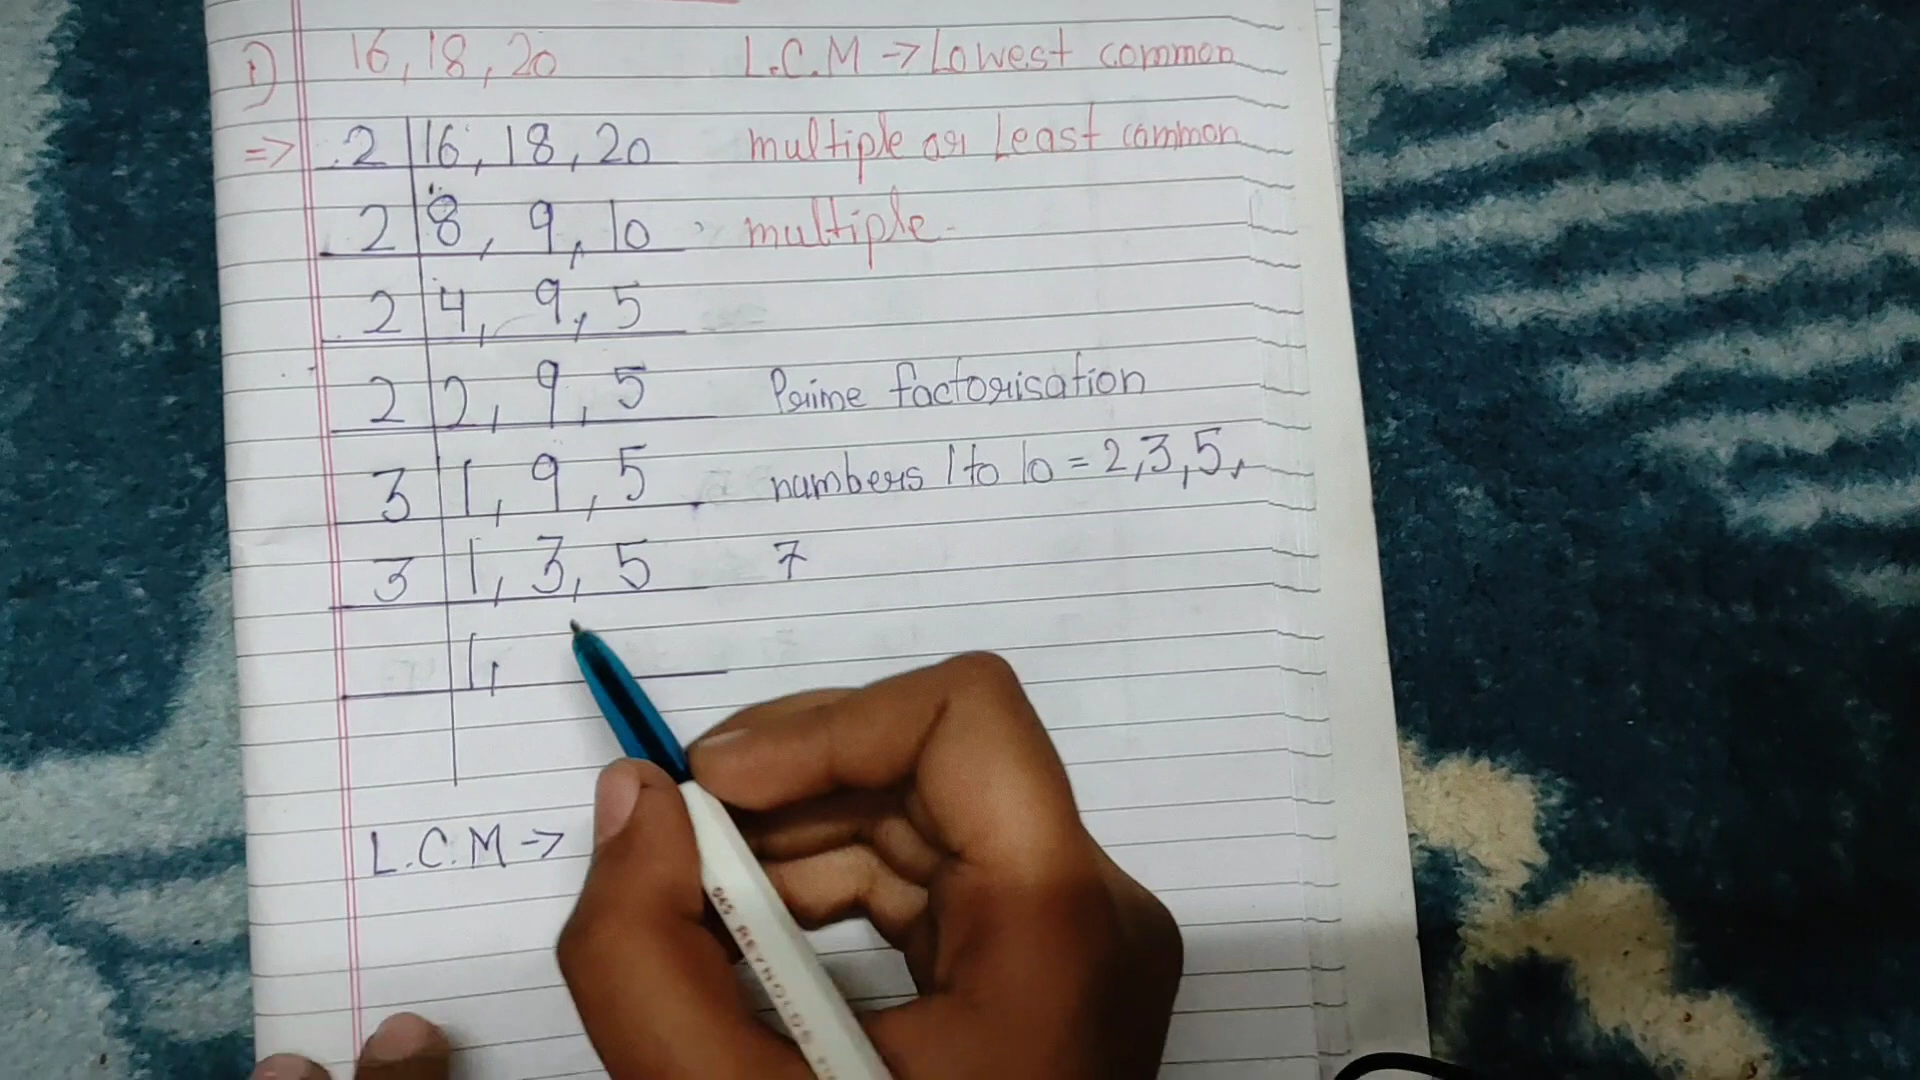 1) 16, 18, 20 L.C.M → Lowest common
⇒ 2 | 16, 18, 20 multiple or Least common
2 | 8, 9, 10 multiple
2 | 4, 9, 5
2 | 2, 9, 5 Prime factorisation
3 | 1, 9, 5 numbers 1 to 10 = 2, 3, 5,
3 | 1, 3, 5 7
| 1,
L.C.M →
045 REYNOLDS